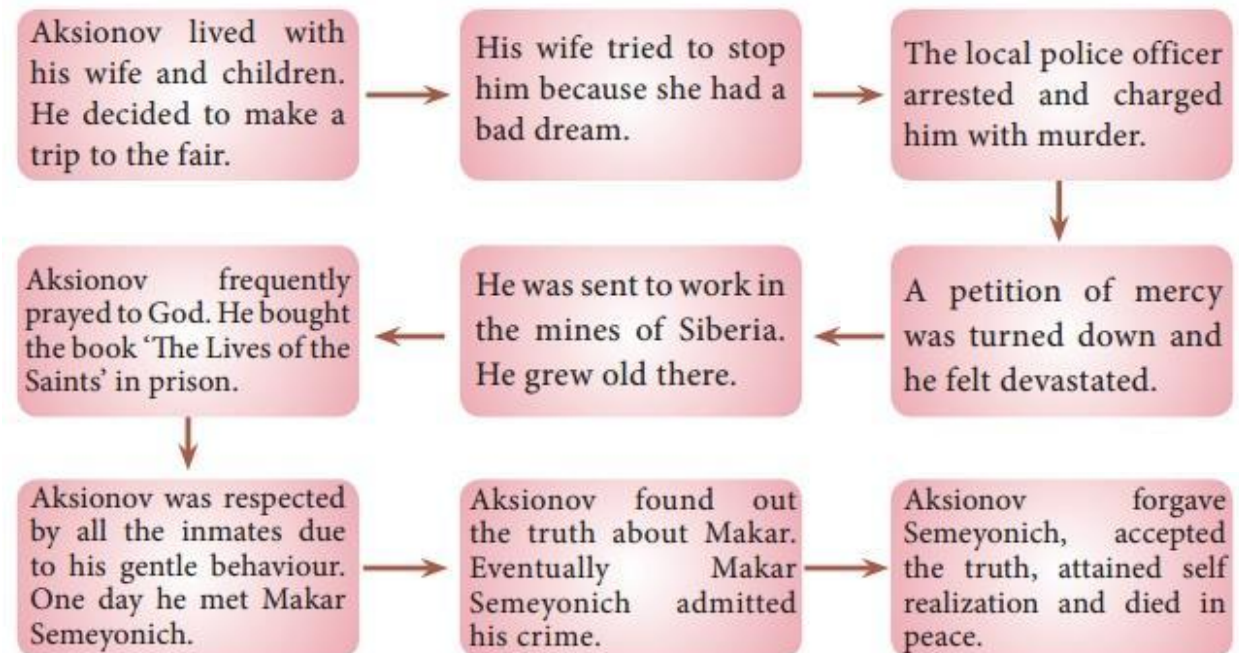 Aksionov lived with
his wife and children.
He decided to make a
trip to the fair.
His wife tried to stop
him because she had a
bad dream.
The local police officer
arrested and charged
him with murder.
A petition of mercy
was turned down and
he felt devastated.
He was sent to work in
the mines of Siberia.
He grew old there.
Aksionov frequently
prayed to God. He bought
the book ‘The Lives of the
Saints’ in prison.
Aksionov was respected
by all the inmates due
to his gentle behaviour.
One day he met Makar
Semeyonich.
Aksionov found out
the truth about Makar.
Eventually Makar
Semeyonich admitted
his crime.
Aksionov forgave
Semeyonich, accepted
the truth, attained self
realization and died in
peace.